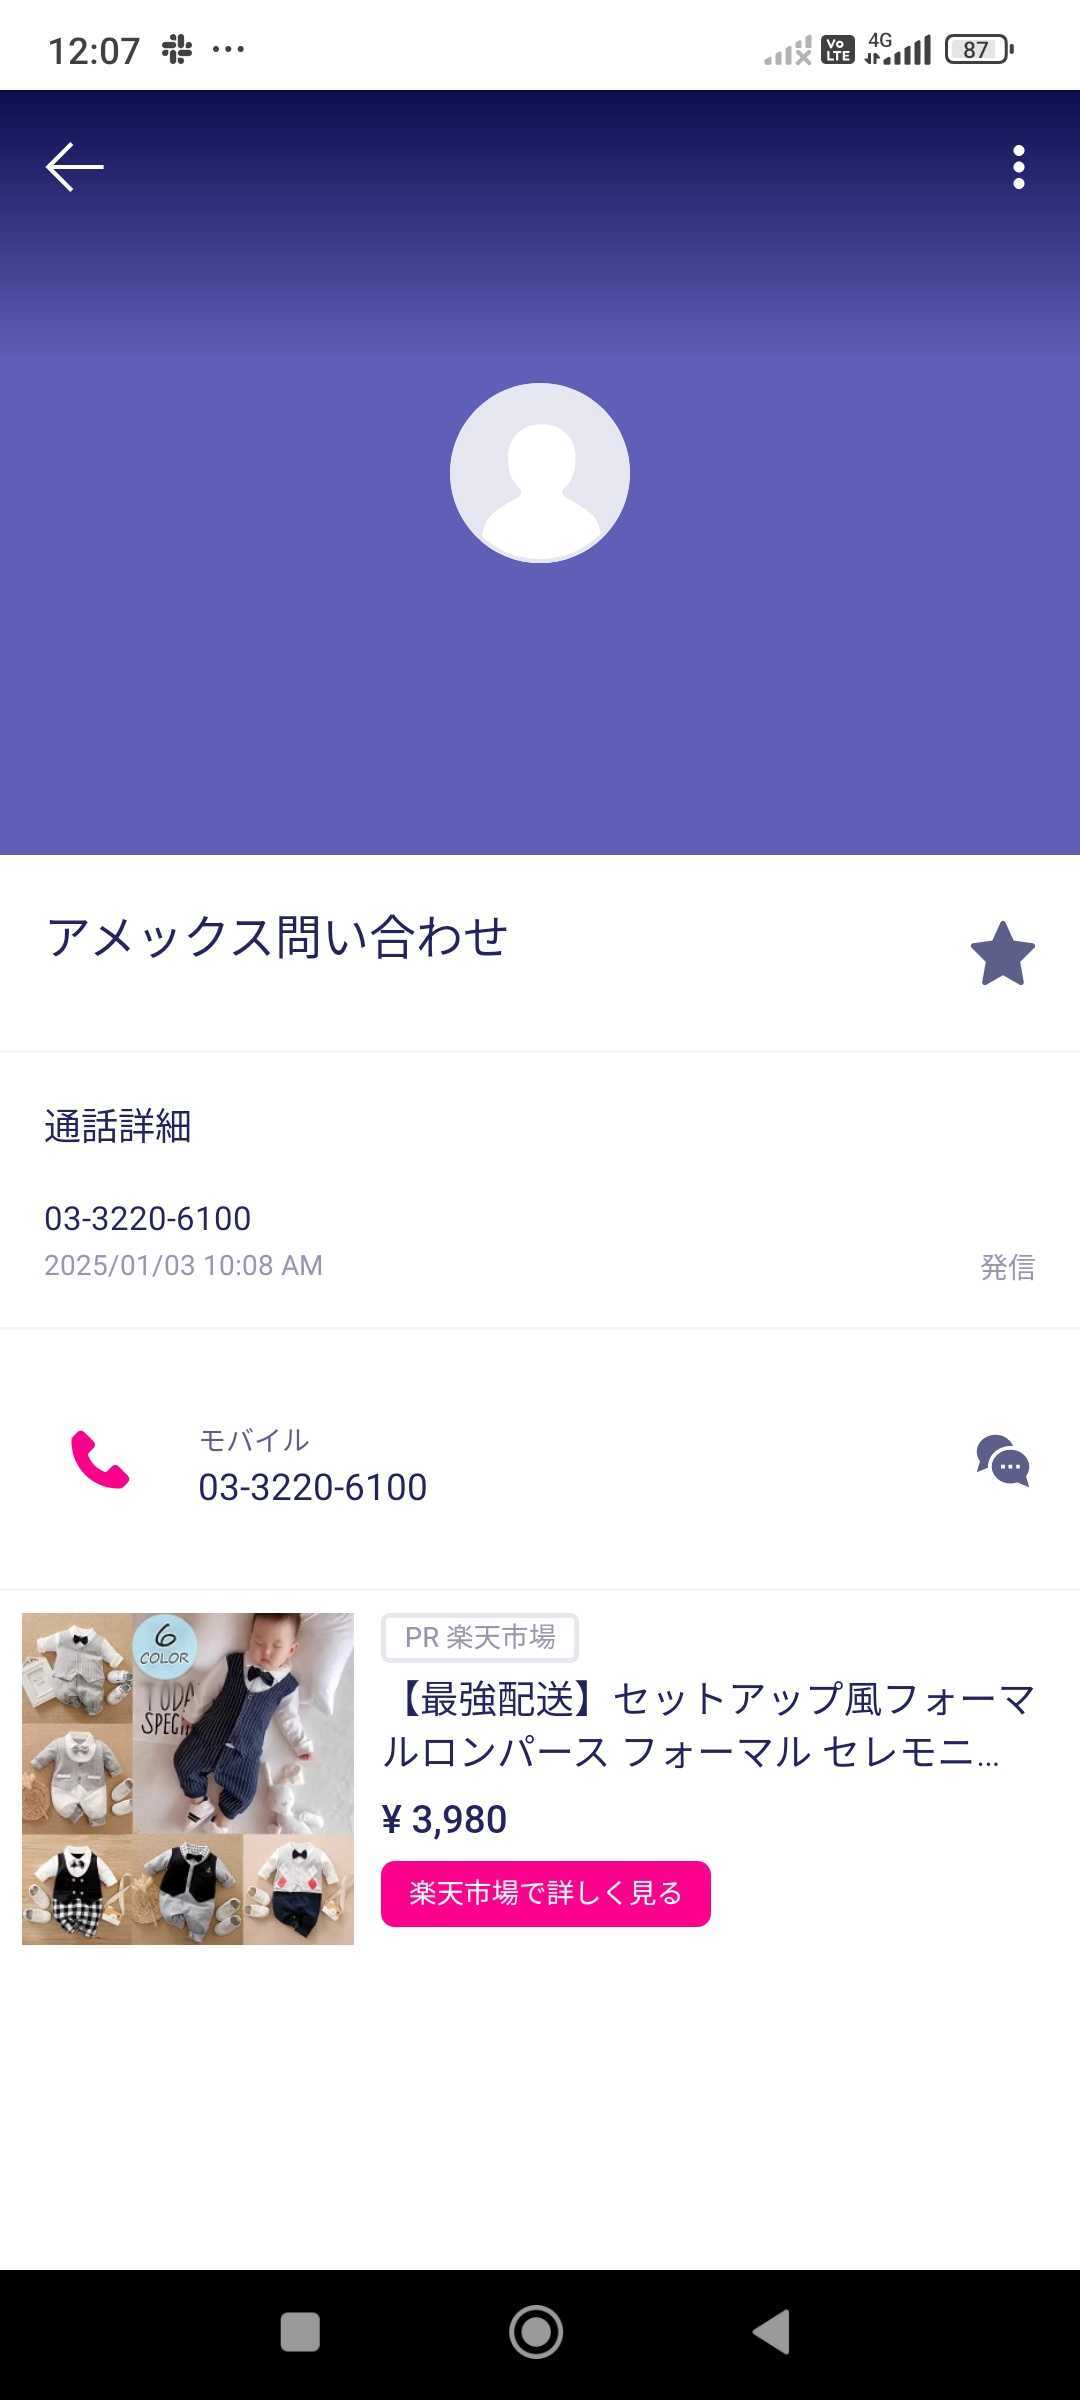 12:07
Vo
LTE
4G
87
アメックス問い合わせ
通話詳細
03-3220-6100
2025/01/03 10:08 AM
発信
モバイル
03-3220-6100
6
COLOR
PR 楽天市場
【最強配送】セットアップ風フォーマ
ルロンパース フォーマル セレモニ...
¥ 3,980
楽天市場で詳しく見る